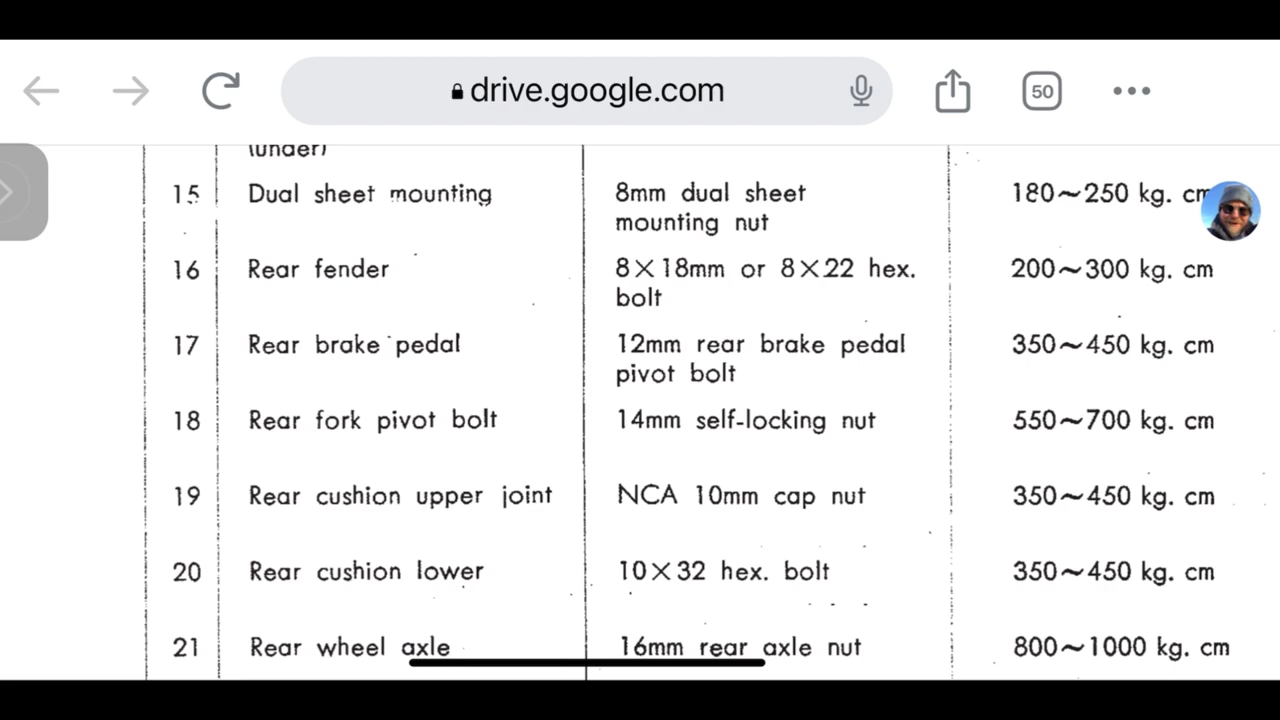 drive.google.com
50
(under)
15 Dual sheet mounting 8mm dual sheet 180~250 kg. cm
mounting nut
16 Rear fender 8×18mm or 8×22 hex. 200~300 kg. cm
bolt
17 Rear brake pedal 12mm rear brake pedal 350~450 kg. cm
pivot bolt
18 Rear fork pivot bolt 14mm self-locking nut 550~700 kg. cm
19 Rear cushion upper joint NCA 10mm cap nut 350~450 kg. cm
20 Rear cushion lower 10×32 hex. bolt 350~450 kg. cm
21 Rear wheel axle 16mm rear axle nut 800~1000 kg. cm